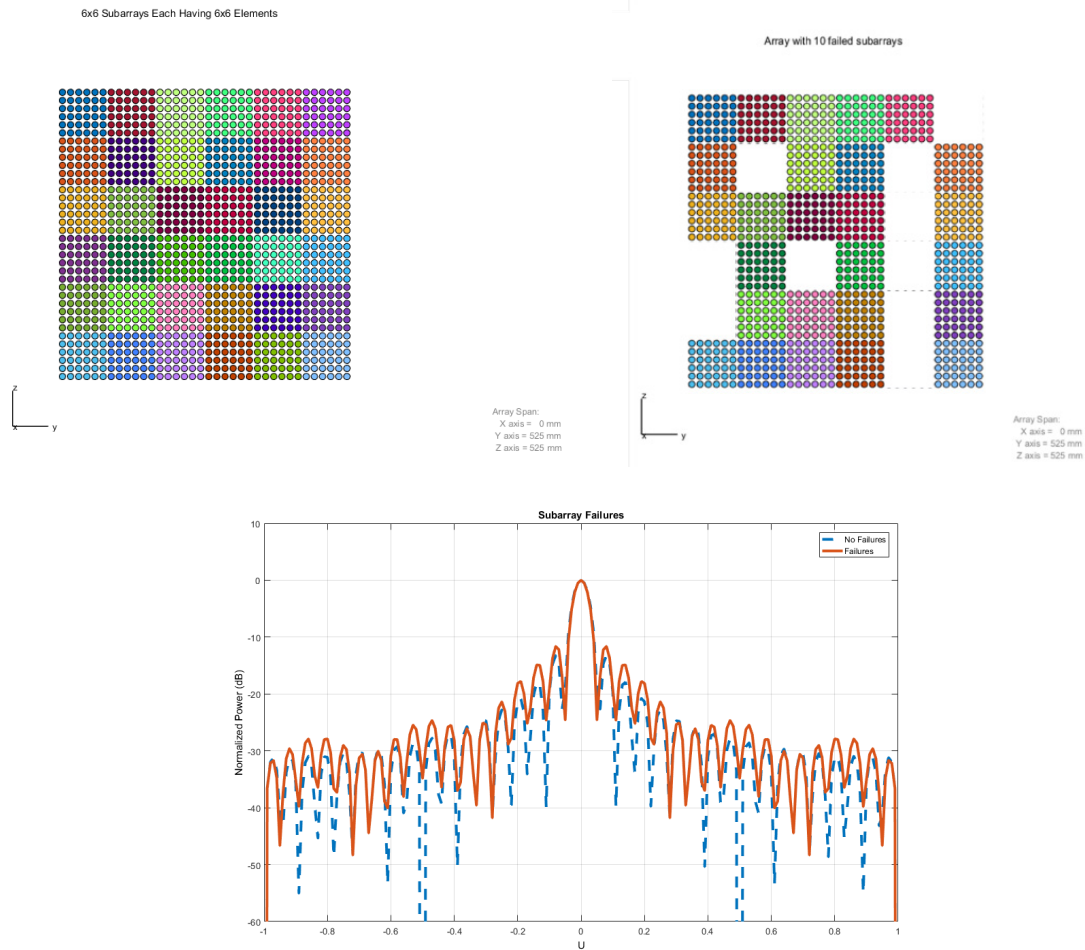 6x6 Subarrays Each Having 6x6 Elements
z
x
y
Array Span:
X axis = 0 mm
Y axis = 525 mm
Z axis = 525 mm
Array with 10 failed subarrays
z
x
y
Array Span:
X axis = 0 mm
Y axis = 525 mm
Z axis = 525 mm
Subarray Failures
No Failures
Failures
Normalized Power (dB)
10
0
-10
-20
-30
-40
-50
-60
-1 -0.8 -0.6 -0.4 -0.2 0 0.2 0.4 0.6 0.8 1
U